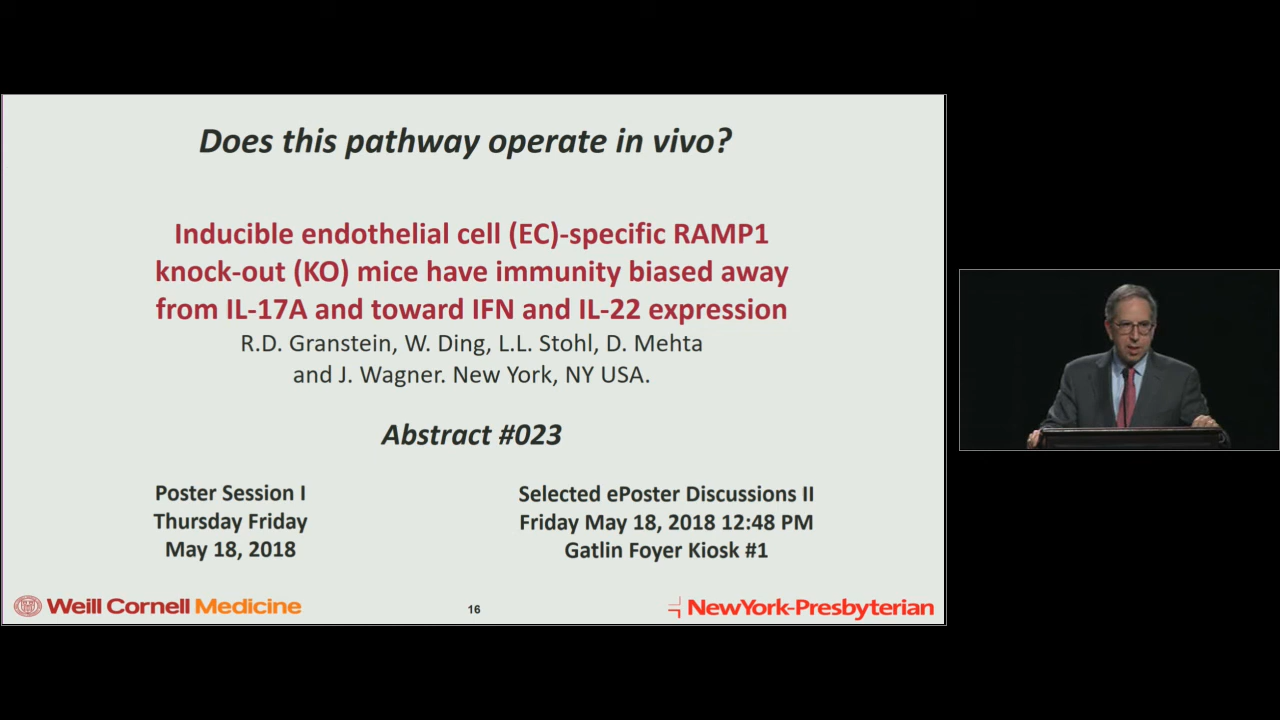 Does this pathway operate in vivo?
Inducible endothelial cell (EC)-specific RAMP1
knock-out (KO) mice have immunity biased away
from IL-17A and toward IFN and IL-22 expression
R.D. Granstein, W. Ding, L.L. Stohl, D. Mehta
and J. Wagner. New York, NY USA.
Abstract #023
Poster Session I
Thursday Friday
May 18, 2018
Selected ePoster Discussions II
Friday May 18, 2018 12:48 PM
Gatlin Foyer Kiosk #1
Weill Cornell Medicine
16
NewYork-Presbyterian